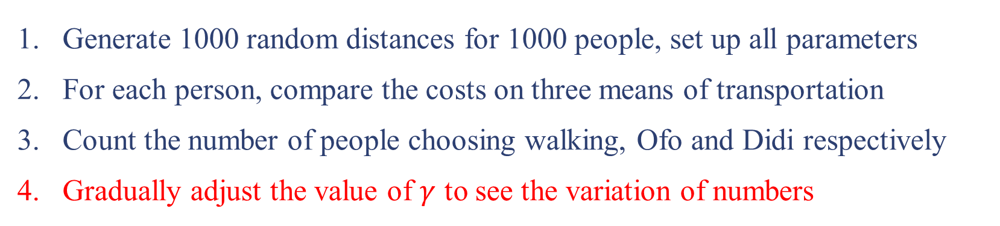 1. Generate 1000 random distances for 1000 people, set up all parameters
2. For each person, compare the costs on three means of transportation
3. Count the number of people choosing walking, Ofo and Didi respectively
4. Gradually adjust the value of γ to see the variation of numbers